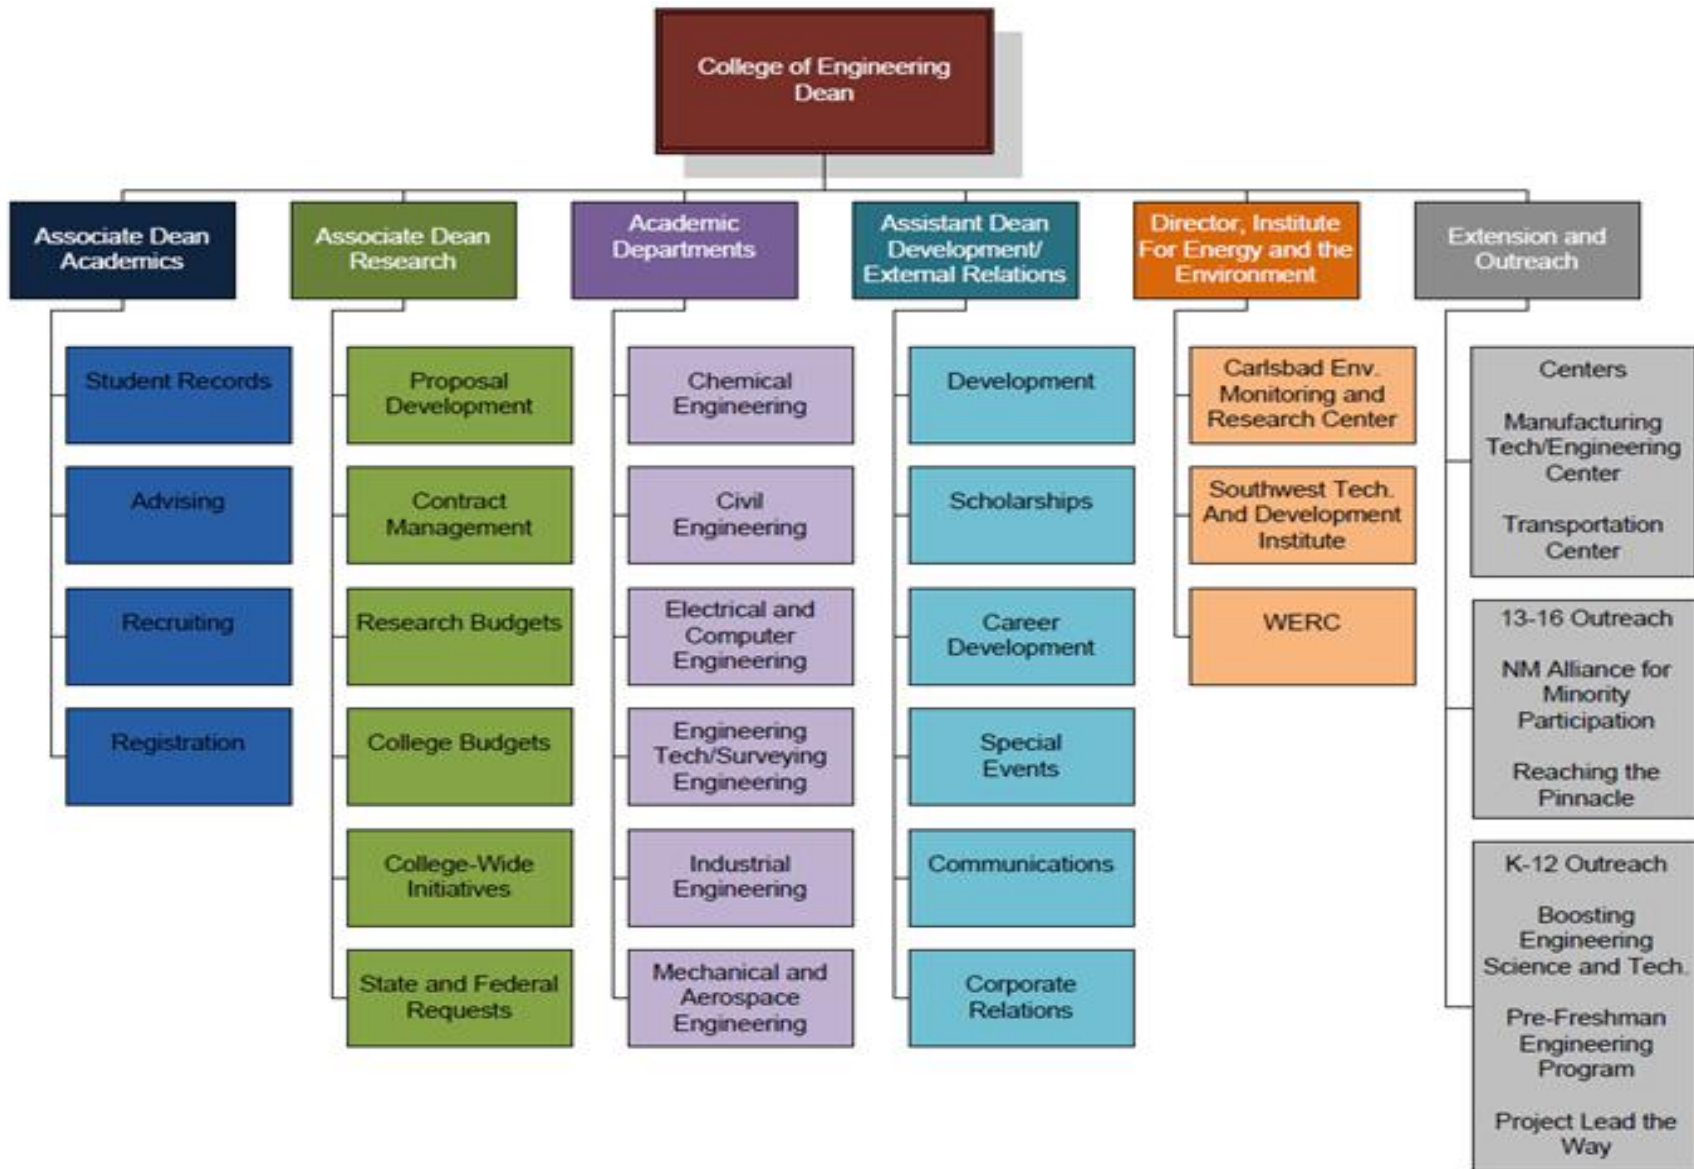 College of Engineering
Dean
Associate Dean
Academics
Student Records
Advising
Recruiting
Registration
Associate Dean
Research
Proposal
Development
Contract
Management
Research Budgets
College Budgets
College-Wide
Initiatives
State and Federal
Requests
Academic
Departments
Chemical
Engineering
Civil
Engineering
Electrical and
Computer
Engineering
Engineering
Tech/Surveying
Engineering
Industrial
Engineering
Mechanical and
Aerospace
Engineering
Assistant Dean
Development/
External Relations
Development
Scholarships
Career
Development
Special
Events
Communications
Corporate
Relations
Director, Institute
For Energy and the
Environment
Carlsbad Env.
Monitoring and
Research Center
Southwest Tech.
And Development
Institute
WERC
Extension and
Outreach
Centers
Manufacturing
Tech/Engineering
Center
Transportation
Center
13-16 Outreach
NM Alliance for
Minority
Participation
Reaching the
Pinnacle
K-12 Outreach
Boosting
Engineering
Science and Tech.
Pre-Freshman
Engineering
Program
Project Lead the
Way